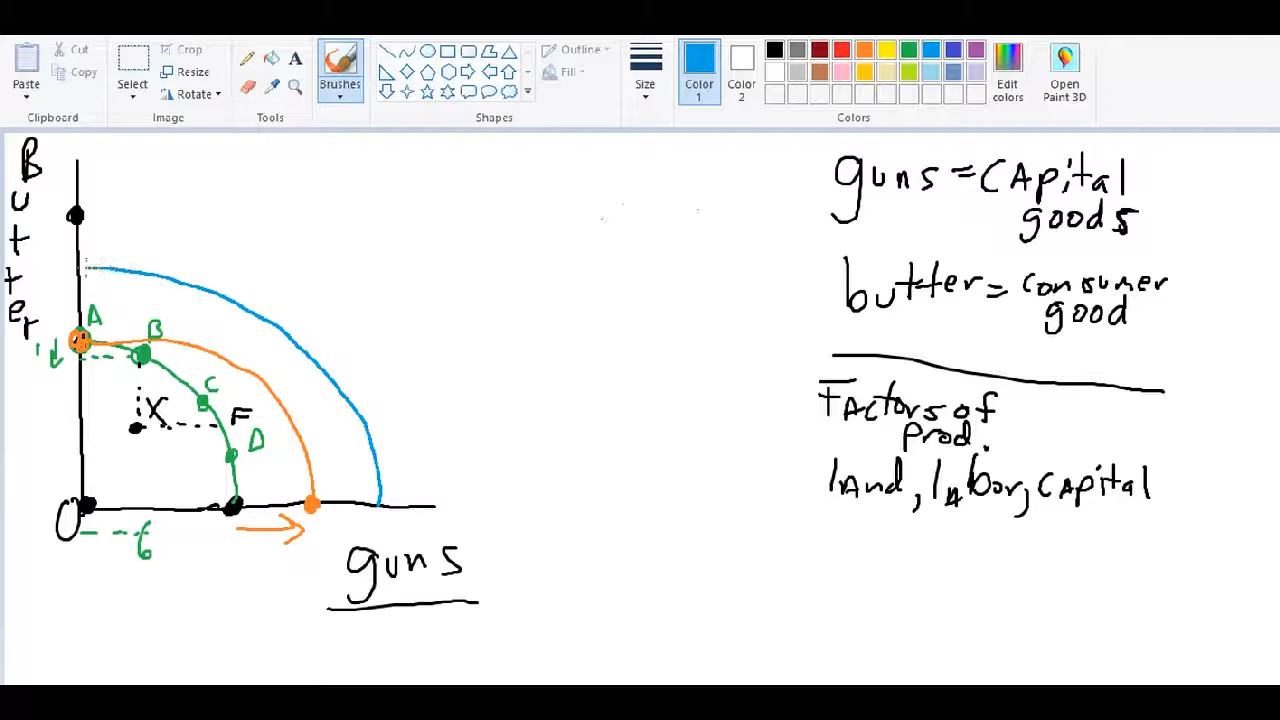 Cut
Copy
Paste
Clipboard
Crop
Resize
Rotate
Select
Image
Tools
Brushes
Outline
Fill
Shapes
Size
Color 1
Color 2
Edit colors
Open Paint 3D
Colors
Butter
A
B
C
D
X
F
1
6
0
guns
guns = CApital
goods
butter = consumer
good
FActors of
Prod.
lAnd, lAbor, CApital